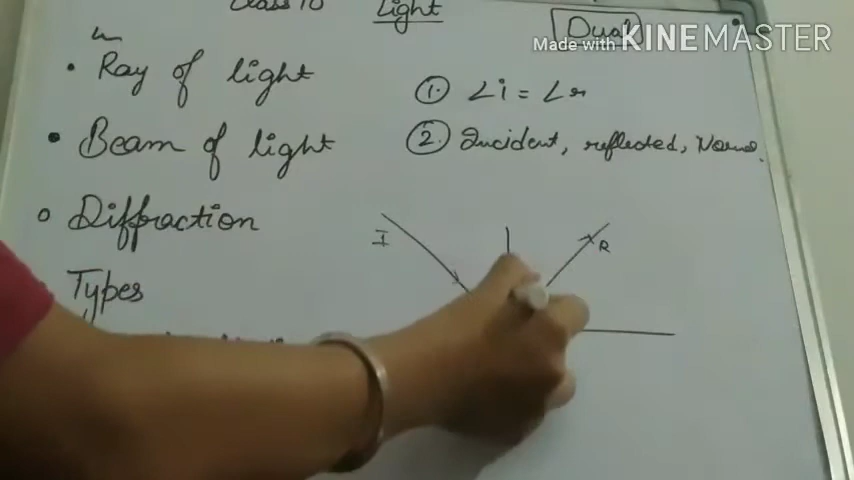 Class 10 Light Dual
Made with KINEMASTER
• Ray of light
① ∠i = ∠r
• Beam of light
② Incident, reflected, Normal
○ Diffraction
I
R
Types